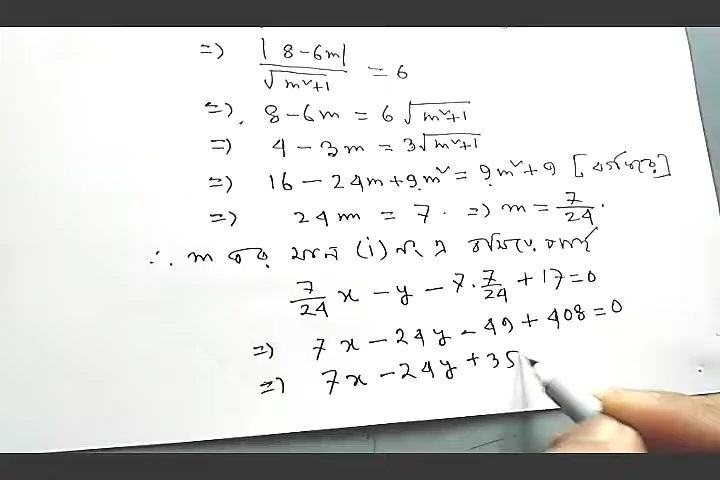 => |8-6m| / √m²+1 = 6
=> 8-6m = 6√m²+1
=> 4-3m = 3√m²+1
=> 16-24m+9m² = 9m²+9 [বর্গকরে]
=> 24m = 7. => m = 7/24.
∴ m এর মান (i) নং এ বসিয়ে পাই
7/24 x - y - 7.7/24 + 17 = 0
=> 7x - 24y - 49 + 408 = 0
=> 7x - 24y + 35